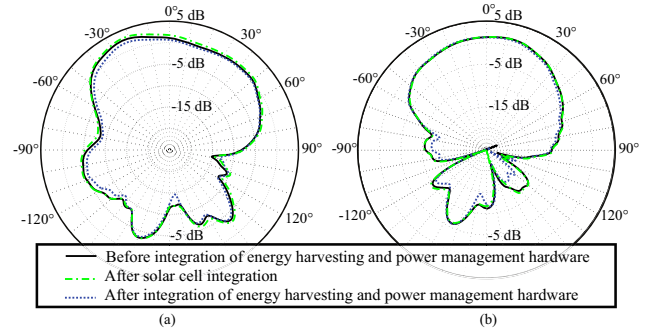 0°
5 dB
-30°
30°
-60°
60°
-5 dB
-15 dB
-90°
90°
-120°
120°
-5 dB
0°
5 dB
-30°
30°
-60°
60°
-5 dB
-15 dB
-90°
90°
-120°
120°
-5 dB
Before integration of energy harvesting and power management hardware
After solar cell integration
After integration of energy harvesting and power management hardware
(a)
(b)